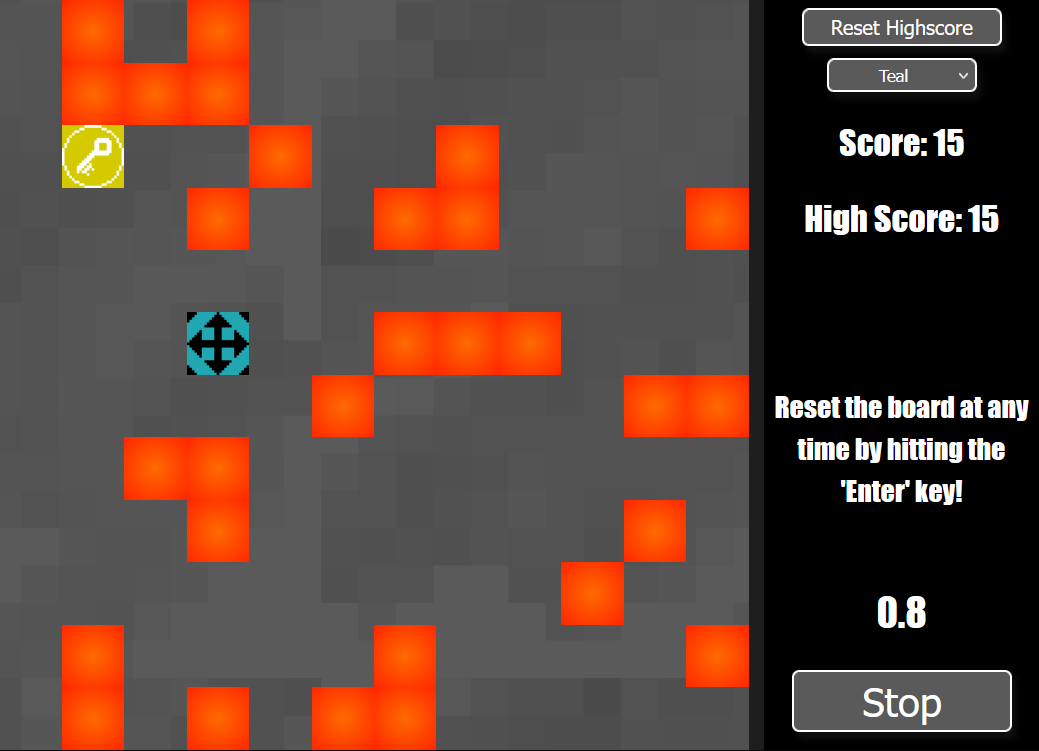 Reset Highscore
Teal
Score: 15
High Score: 15
Reset the board at any
time by hitting the
'Enter' key!
0.8
Stop